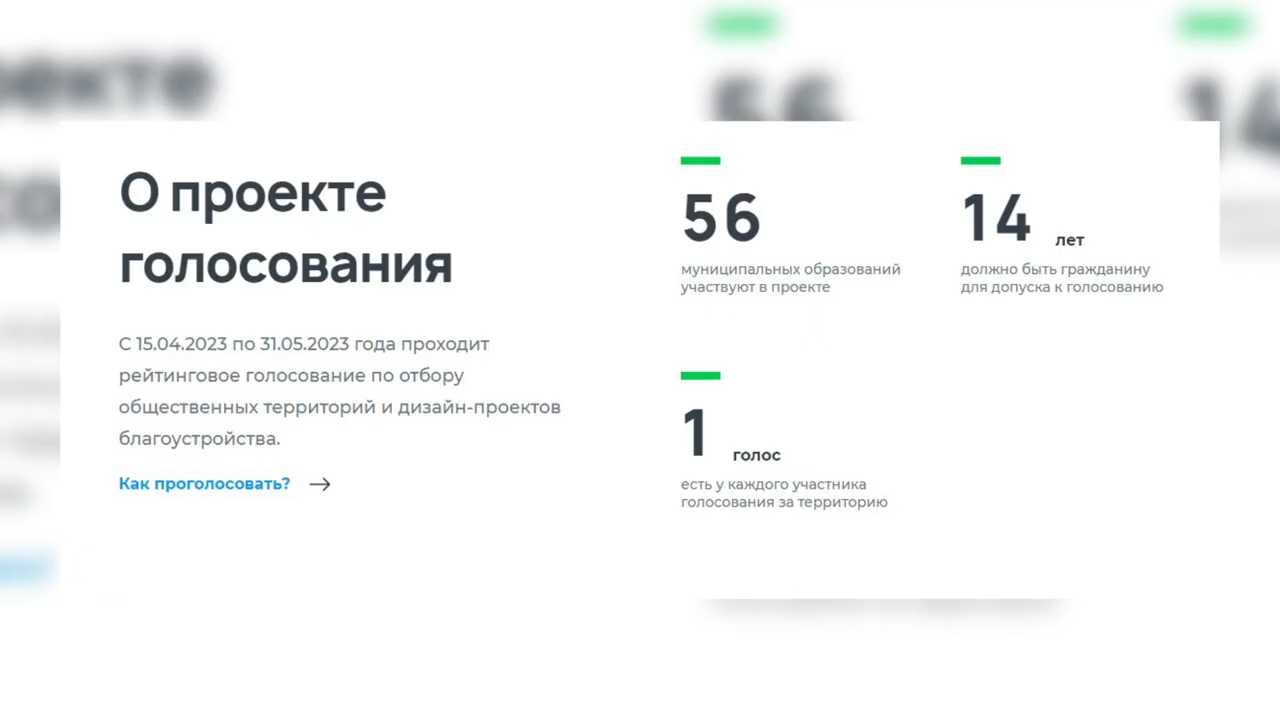 О проекте
голосования
С 15.04.2023 по 31.05.2023 года проходит
рейтинговое голосование по отбору
общественных территорий и дизайн-проектов
благоустройства.
Как проголосовать? →
56
муниципальных образований
участвуют в проекте
14 лет
должно быть гражданину
для допуска к голосованию
1 голос
есть у каждого участника
голосования за территорию